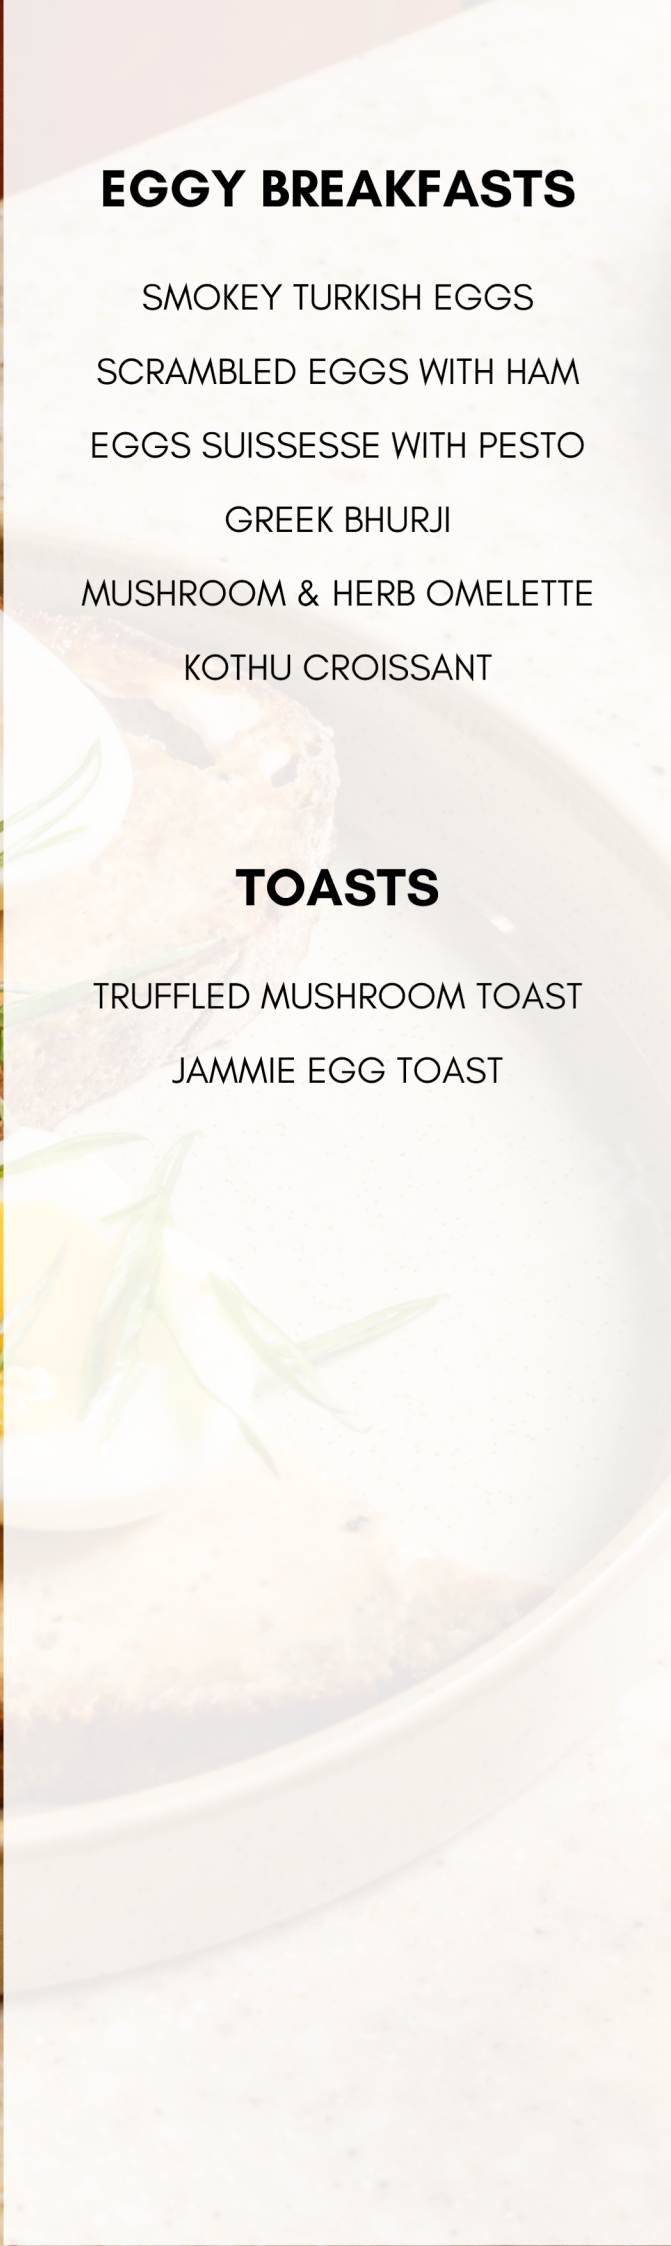 EGGY BREAKFASTS
SMOKEY TURKISH EGGS
SCRAMBLED EGGS WITH HAM
EGGS SUISSESSE WITH PESTO
GREEK BHURJI
MUSHROOM & HERB OMELETTE
KOTHU CROISSANT
TOASTS
TRUFFLED MUSHROOM TOAST
JAMMIE EGG TOAST